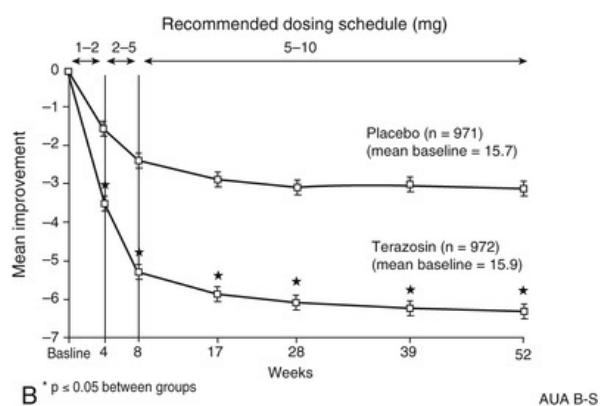 Recommended dosing schedule (mg)
1–2 2–5 5–10
0
–1
–2
–3
–4
–5
–6
–7
Mean improvement
Placebo (n = 971)
(mean baseline = 15.7)
Terazosin (n = 972)
(mean baseline = 15.9)
Basline 4 8 17 28 39 52
Weeks
B * p ≤ 0.05 between groups
AUA B-S